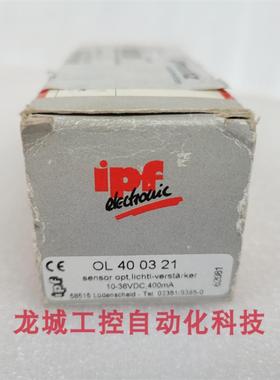 ipf
electronic
CE OL 40 03 21
sensor opt,lichtl-verstärker
10-36VDC,400mA
58515 Lüdenscheid - Tel. 02351/9365-0
龙城工控自动化科技